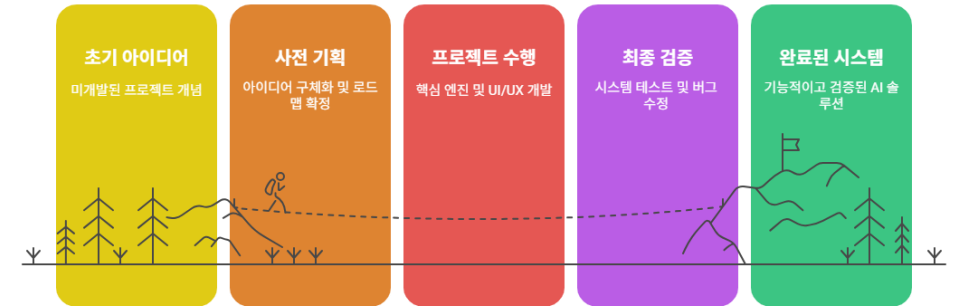 초기 아이디어
미개발된 프로젝트 개념
사전 기획
아이디어 구체화 및 로드
맵 확정
프로젝트 수행
핵심 엔진 및 UI/UX 개발
최종 검증
시스템 테스트 및 버그
수정
완료된 시스템
기능적이고 검증된 AI 솔
루션